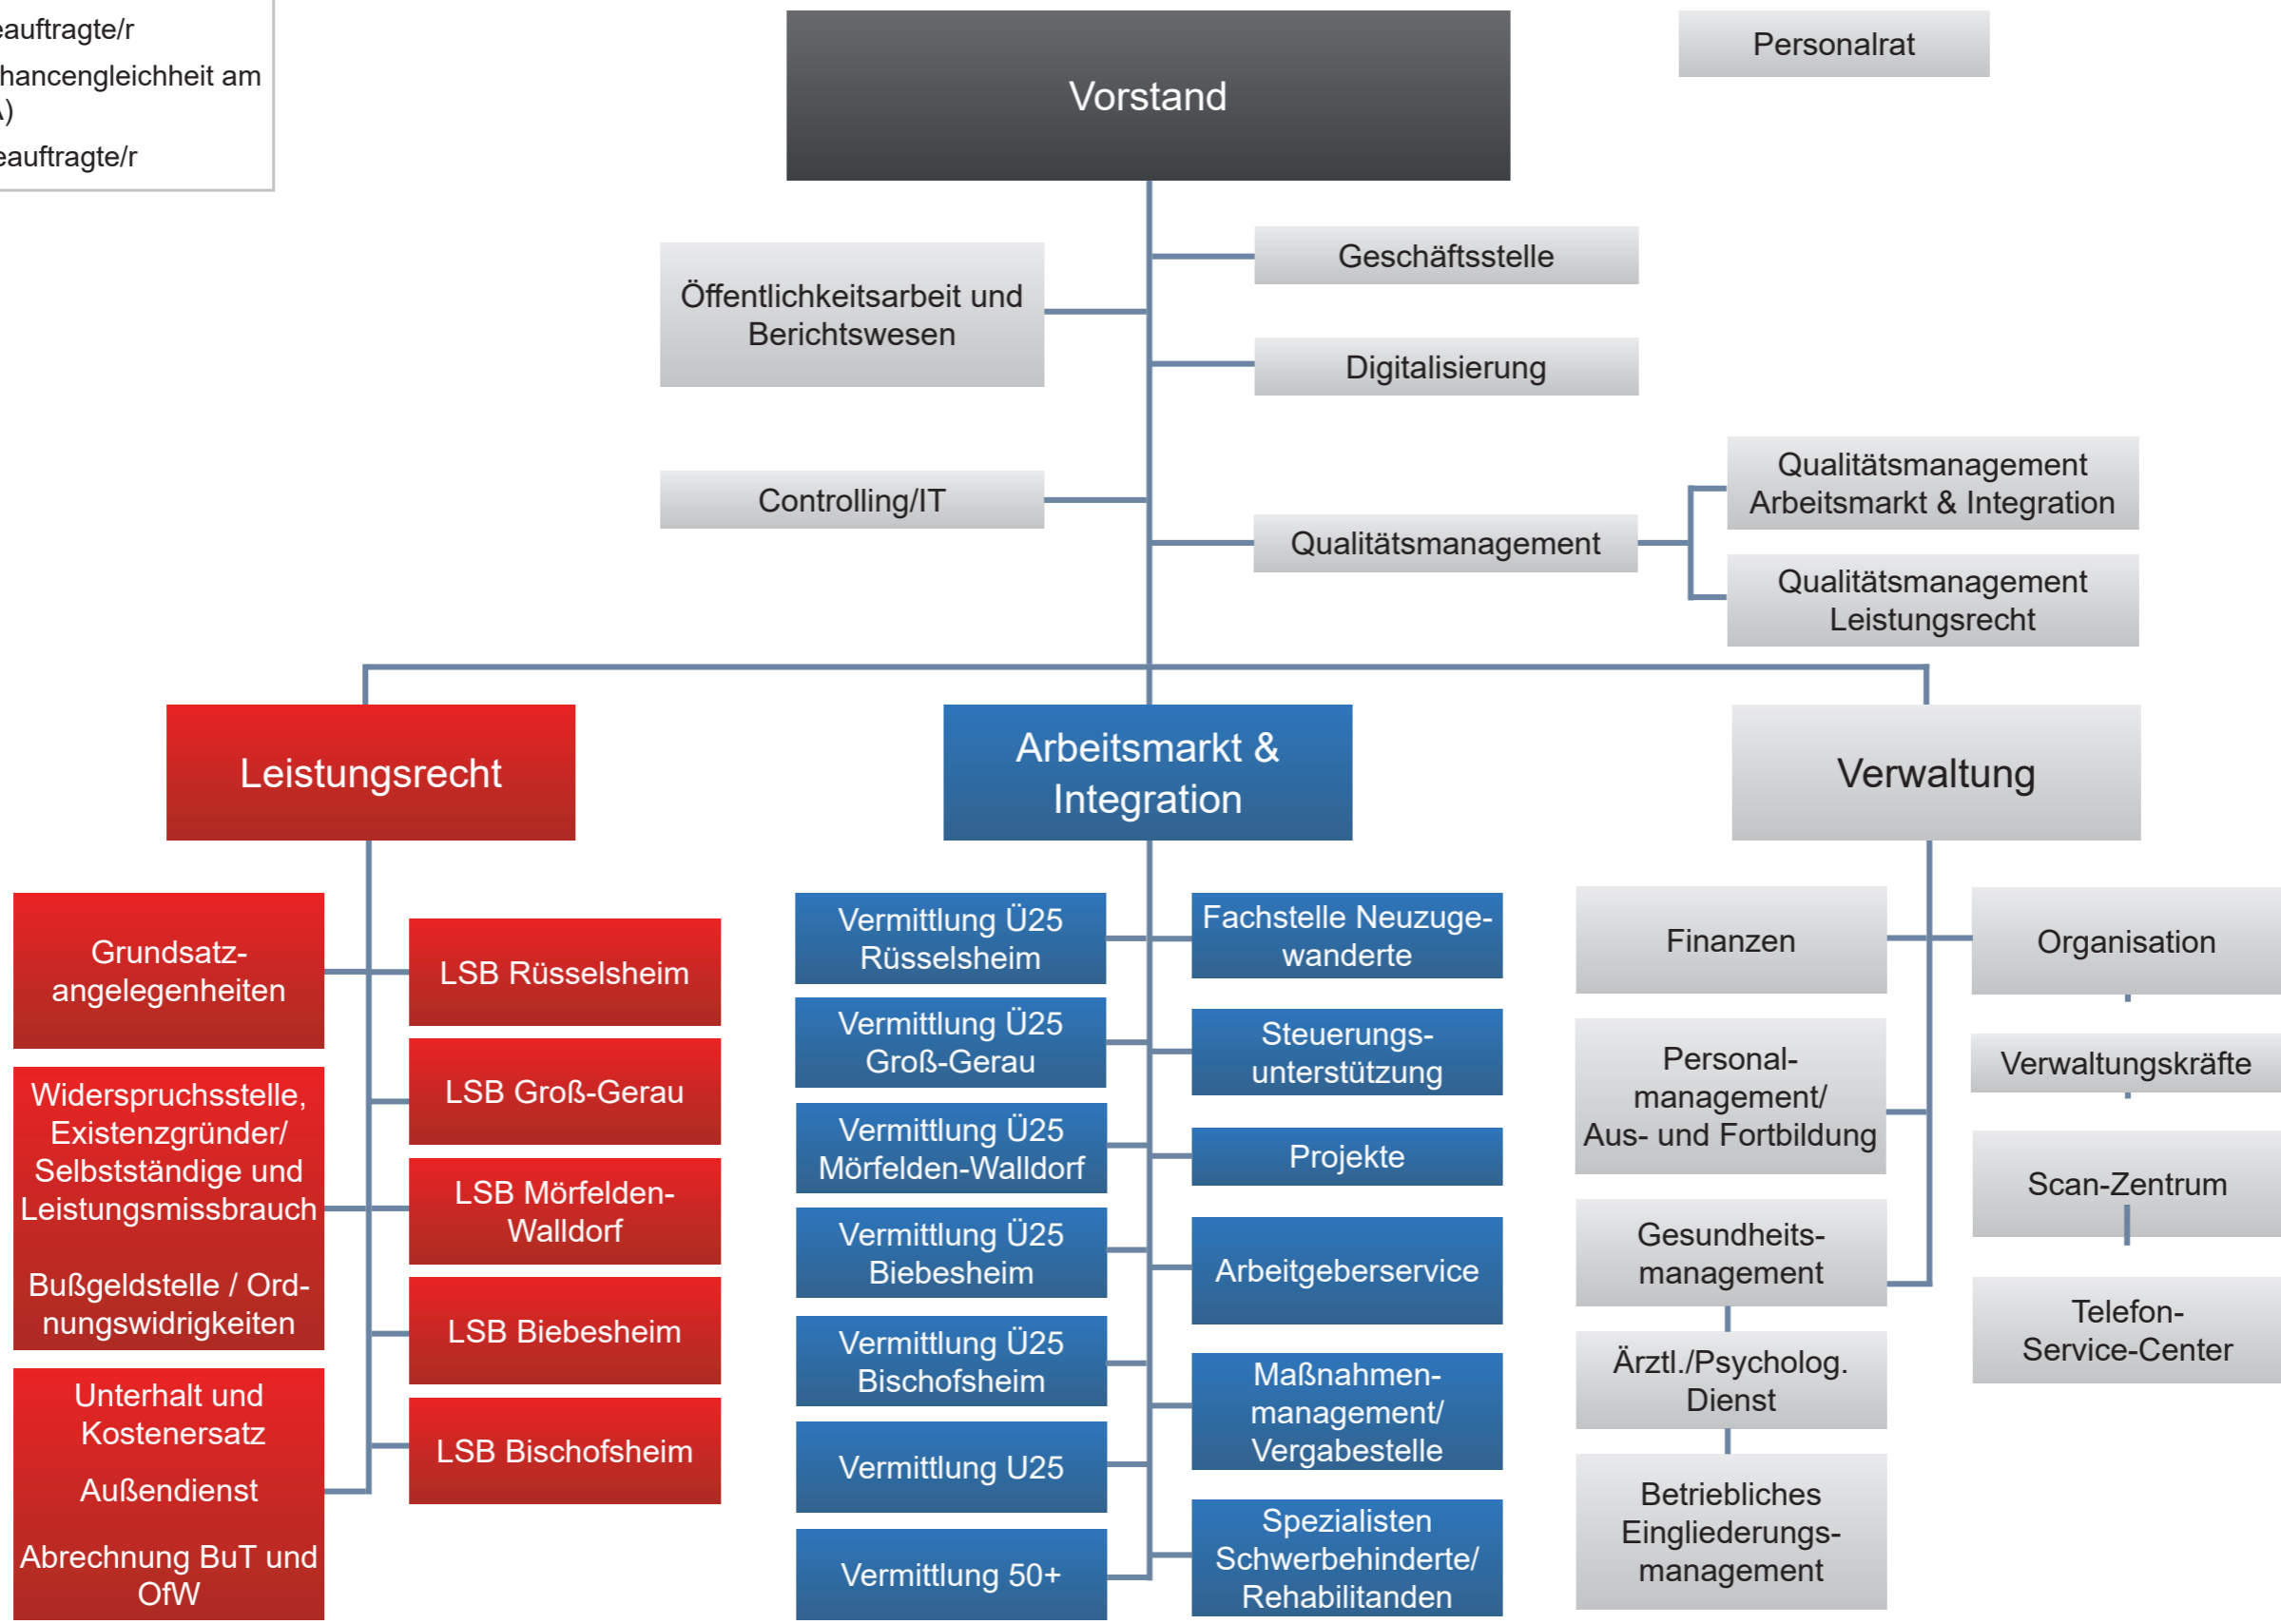 eauftragte/r
hancengleichheit am
A)
eauftragte/r
Vorstand
Personalrat
Öffentlichkeitsarbeit und
Berichtswesen
Geschäftsstelle
Digitalisierung
Controlling/IT
Qualitätsmanagement
Qualitätsmanagement
Arbeitsmarkt & Integration
Qualitätsmanagement
Leistungsrecht
Leistungsrecht
Arbeitsmarkt &
Integration
Verwaltung
Grundsatz-
angelegenheiten
Widerspruchsstelle,
Existenzgründer/
Selbstständige und
Leistungsmissbrauch
Bußgeldstelle / Ord-
nungswidrigkeiten
Unterhalt und
Kostenersatz
Außendienst
Abrechnung BuT und
OfW
LSB Rüsselsheim
LSB Groß-Gerau
LSB Mörfelden-
Walldorf
LSB Biebesheim
LSB Bischofsheim
Vermittlung Ü25
Rüsselsheim
Vermittlung Ü25
Groß-Gerau
Vermittlung Ü25
Mörfelden-Walldorf
Vermittlung Ü25
Biebesheim
Vermittlung Ü25
Bischofsheim
Vermittlung U25
Vermittlung 50+
Fachstelle Neuzuge-
wanderte
Steuerungs-
unterstützung
Projekte
Arbeitgeberservice
Maßnahmen-
management/
Vergabestelle
Spezialisten
Schwerbehinderte/
Rehabilitanden
Finanzen
Personal-
management/
Aus- und Fortbildung
Gesundheits-
management
Ärztl./Psycholog.
Dienst
Betriebliches
Eingliederungs-
management
Organisation
Verwaltungskräfte
Scan-Zentrum
Telefon-
Service-Center